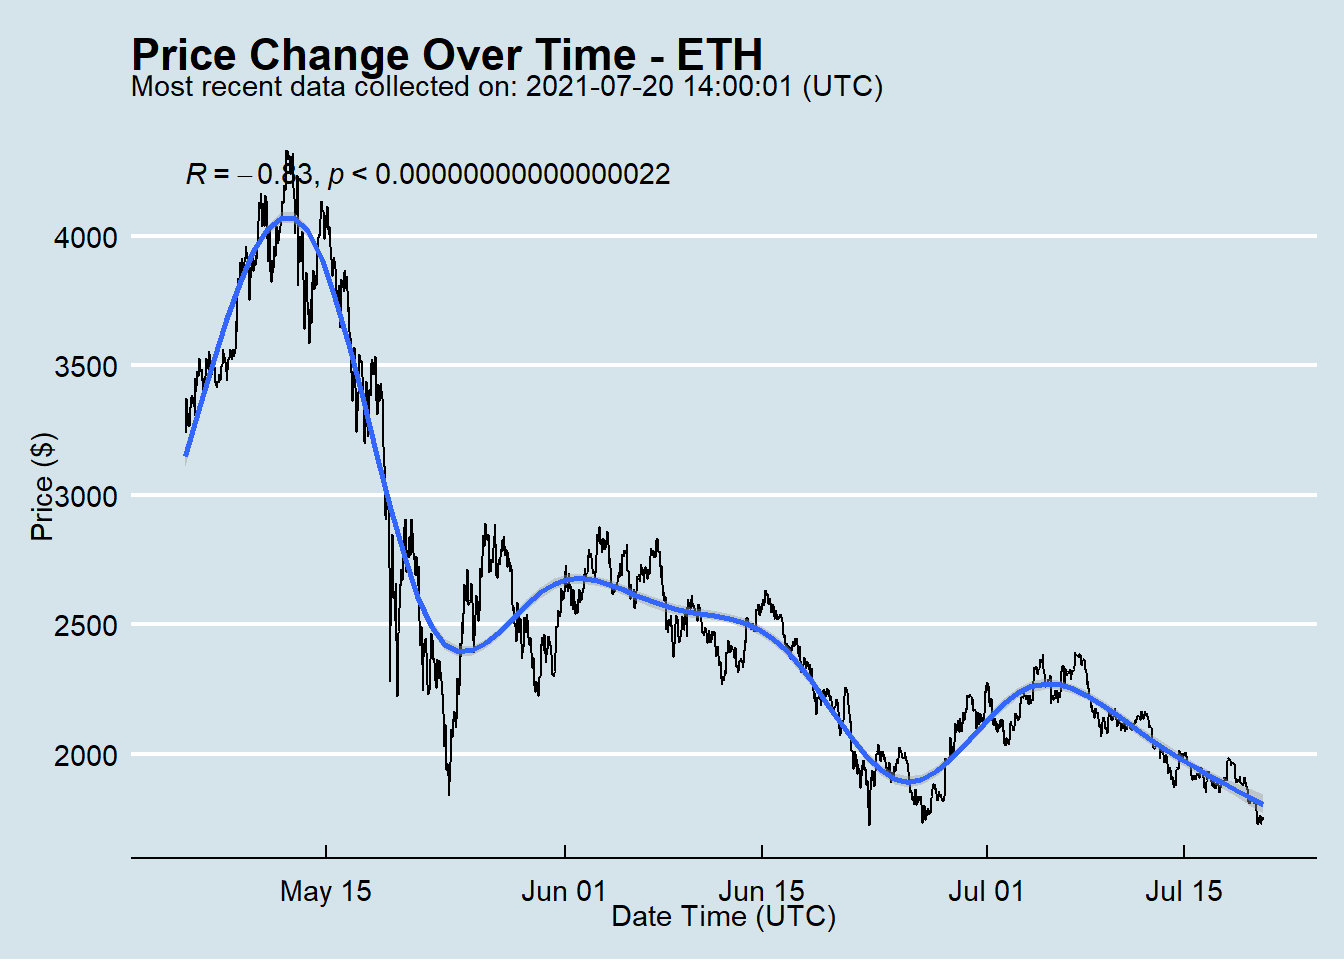 Price Change Over Time - ETH
Most recent data collected on: 2021-07-20 14:00:01 (UTC)
R = −0.83, p < 0.00000000000000022
4000
3500
3000
2500
2000
Price ($)
May 15
Jun 01
Jun 15
Jul 01
Jul 15
Date Time (UTC)